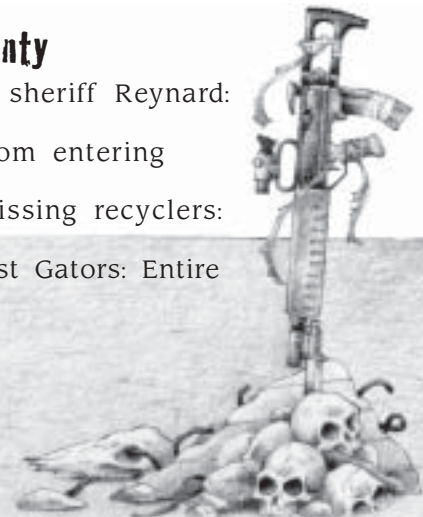 nty
sheriff Reynard:
om entering
issing recyclers:
st Gators: Entire